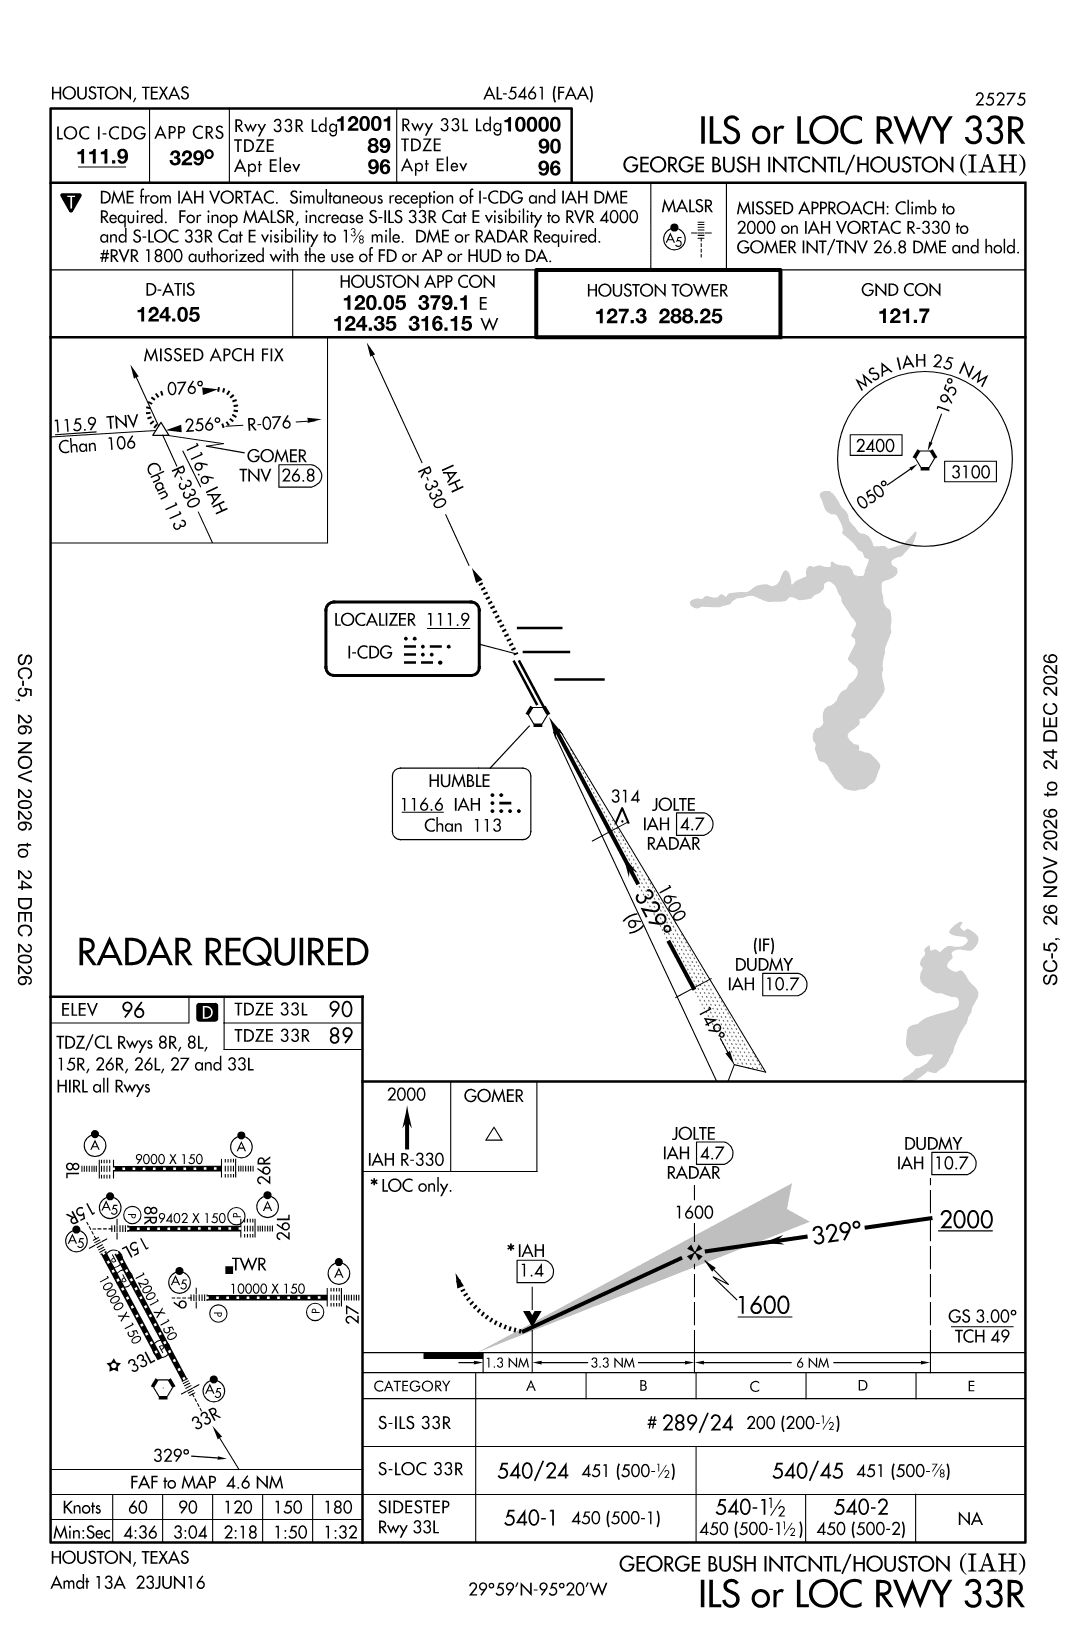 HOUSTON, TEXAS
AL-5461 (FAA)
25275
ILS or LOC RWY 33R
GEORGE BUSH INTCNTL/HOUSTON (IAH)
LOC I-CDG
111.9
APP CRS
329°
Rwy 33R Ldg 12001
TDZE 89
Apt Elev 96
Rwy 33L Ldg 10000
TDZE 90
Apt Elev 96
T
DME from IAH VORTAC. Simultaneous reception of I-CDG and IAH DME
Required. For inop MALSR, increase S-ILS 33R Cat E visibility to RVR 4000
and S-LOC 33R Cat E visibility to 1⅜ mile. DME or RADAR Required.
#RVR 1800 authorized with the use of FD or AP or HUD to DA.
MALSR
A5
MISSED APPROACH: Climb to
2000 on IAH VORTAC R-330 to
GOMER INT/TNV 26.8 DME and hold.
D-ATIS
124.05
HOUSTON APP CON
120.05 379.1 E
124.35 316.15 W
HOUSTON TOWER
127.3 288.25
GND CON
121.7
MISSED APCH FIX
076°
115.9 TNV
Chan 106
256°
R-076
GOMER
TNV 26.8
116.6 IAH
R-330
Chan 113
IAH
R-330
MSA IAH 25 NM
195°
2400
3100
050°
LOCALIZER 111.9
I-CDG
HUMBLE
116.6 IAH
Chan 113
314
JOLTE
IAH 4.7
RADAR
1600
329°
(6)
(IF)
DUDMY
IAH 10.7
149°
RADAR REQUIRED
SC-5, 26 NOV 2026 to 24 DEC 2026
SC-5, 26 NOV 2026 to 24 DEC 2026
ELEV 96
D
TDZE 33L 90
TDZE 33R 89
TDZ/CL Rwys 8R, 8L,
15R, 26R, 26L, 27 and 33L
HIRL all Rwys
A
A
8L
9000 X 150
26R
15R
A5
8R
9402 X 150
P
P
A
26L
A5
15L
TWR
A5
9
10000 X 150
A
27
P
P
10000 X 150
12001 X 150
33L
A5
33R
329°
FAF to MAP 4.6 NM
Knots 60 90 120 150 180
Min:Sec 4:36 3:04 2:18 1:50 1:32
2000
IAH R-330
GOMER
*LOC only.
JOLTE
IAH 4.7
RADAR
DUDMY
IAH 10.7
1600
329°
2000
*IAH
1.4
1600
GS 3.00°
TCH 49
1.3 NM
3.3 NM
6 NM
CATEGORY A B C D E
S-ILS 33R # 289/24 200 (200-½)
S-LOC 33R 540/24 451 (500-½) 540/45 451 (500-⅞)
SIDESTEP
Rwy 33L
540-1 450 (500-1)
540-1½
450 (500-1½)
540-2
450 (500-2)
NA
HOUSTON, TEXAS
Amdt 13A 23JUN16
29°59'N-95°20'W
GEORGE BUSH INTCNTL/HOUSTON (IAH)
ILS or LOC RWY 33R